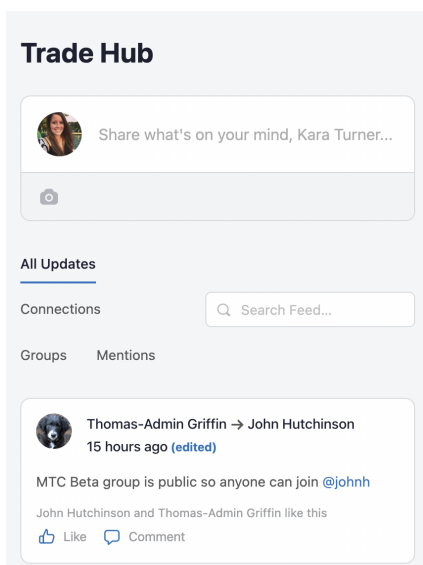 Trade Hub
Share what's on your mind, Kara Turner...
All Updates
Connections
Search Feed...
Groups Mentions
Thomas-Admin Griffin → John Hutchinson
15 hours ago (edited)
MTC Beta group is public so anyone can join @johnh
John Hutchinson and Thomas-Admin Griffin like this
Like Comment